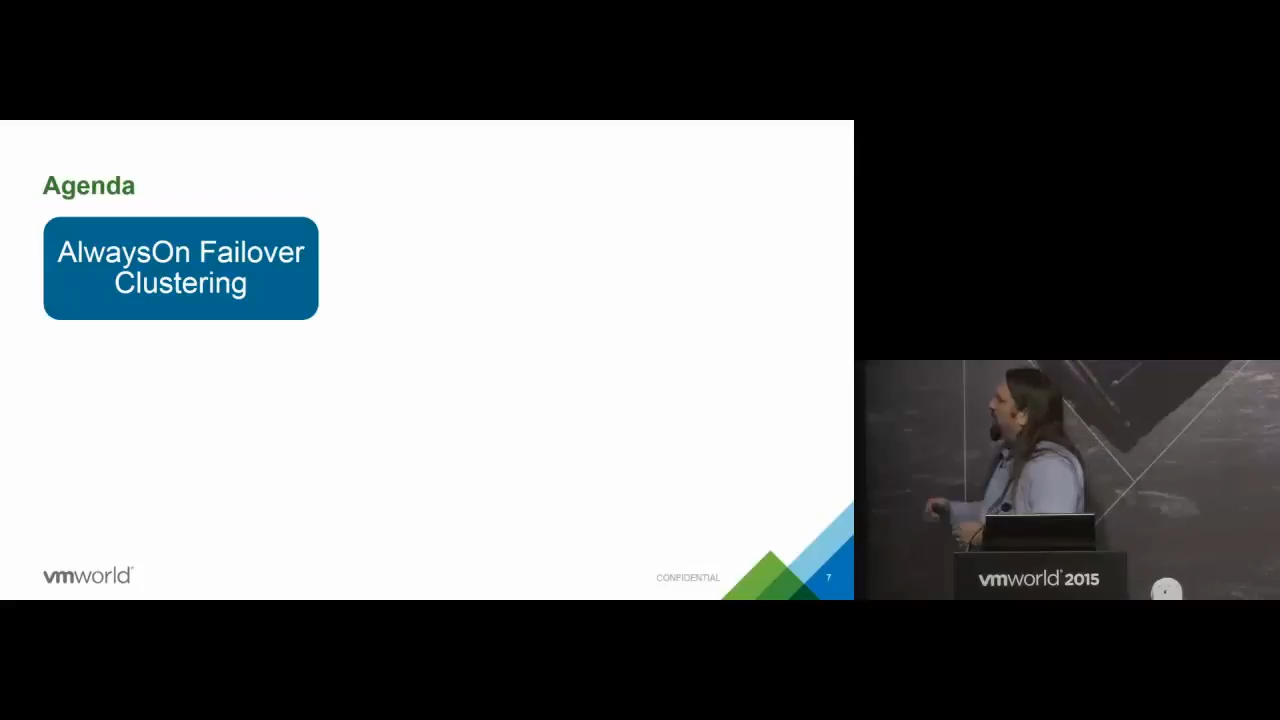 Agenda
AlwaysOn Failover
Clustering
vmworld®
CONFIDENTIAL
7
vmworld® 2015